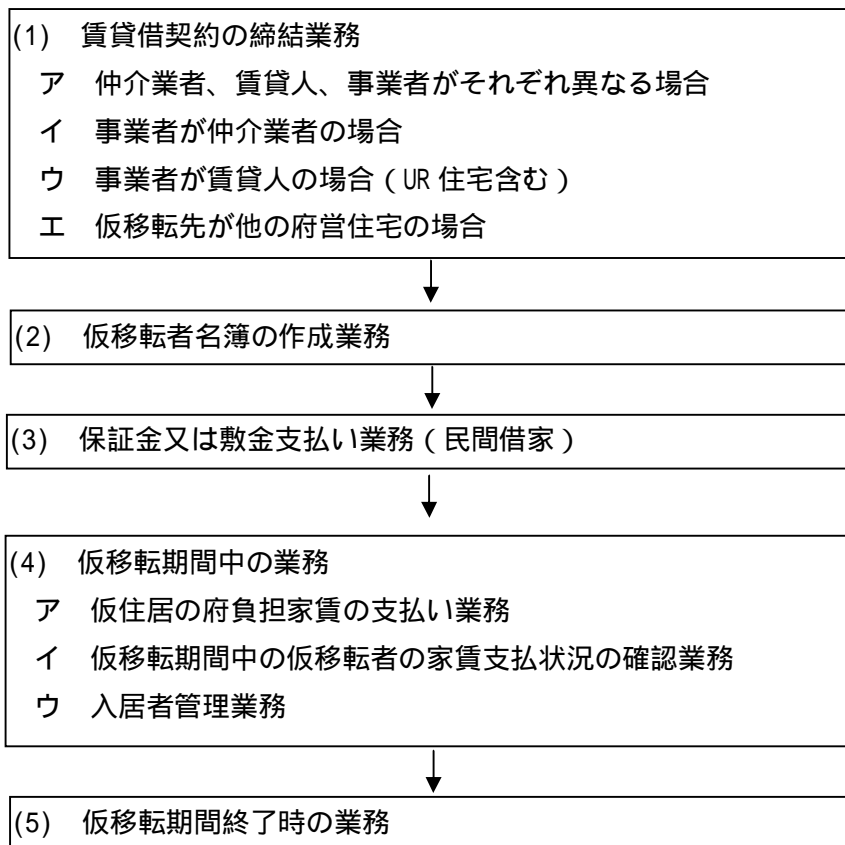 (1) 賃貸借契約の締結業務
ア 仲介業者、賃貸人、事業者がそれぞれ異なる場合
イ 事業者が仲介業者の場合
ウ 事業者が賃貸人の場合（UR 住宅含む）
エ 仮移転先が他の府営住宅の場合
(2) 仮移転者名簿の作成業務
(3) 保証金又は敷金支払い業務（民間借家）
(4) 仮移転期間中の業務
ア 仮住居の府負担家賃の支払い業務
イ 仮移転期間中の仮移転者の家賃支払状況の確認業務
ウ 入居者管理業務
(5) 仮移転期間終了時の業務